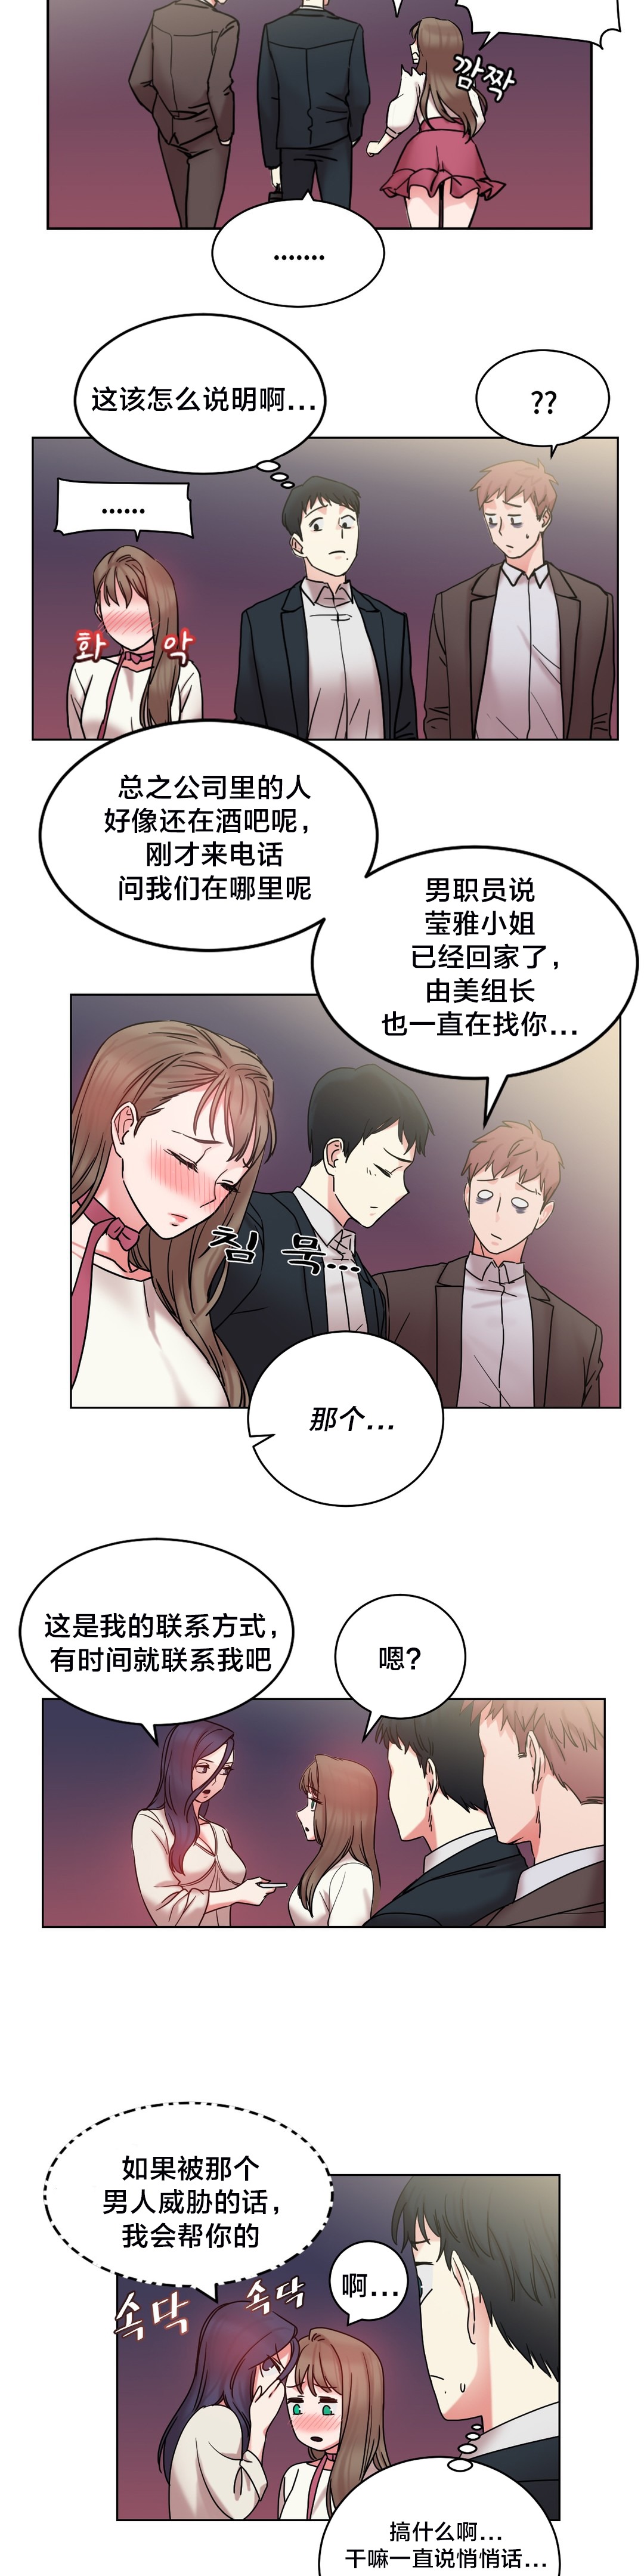 깜짝
.......
这该怎么说明啊...
??
......
화악
总之公司里的人
好像还在酒吧呢，
刚才来电话
问我们在哪里呢
男职员说
莹雅小姐
已经回家了，
由美组长
也一直在找你...
침묵...
那个...
这是我的联系方式，
有时间就联系我吧
嗯?
如果被那个
男人威胁的话，
我会帮你的
속닥
속닥
啊...
搞什么啊...
干嘛一直说悄悄话...